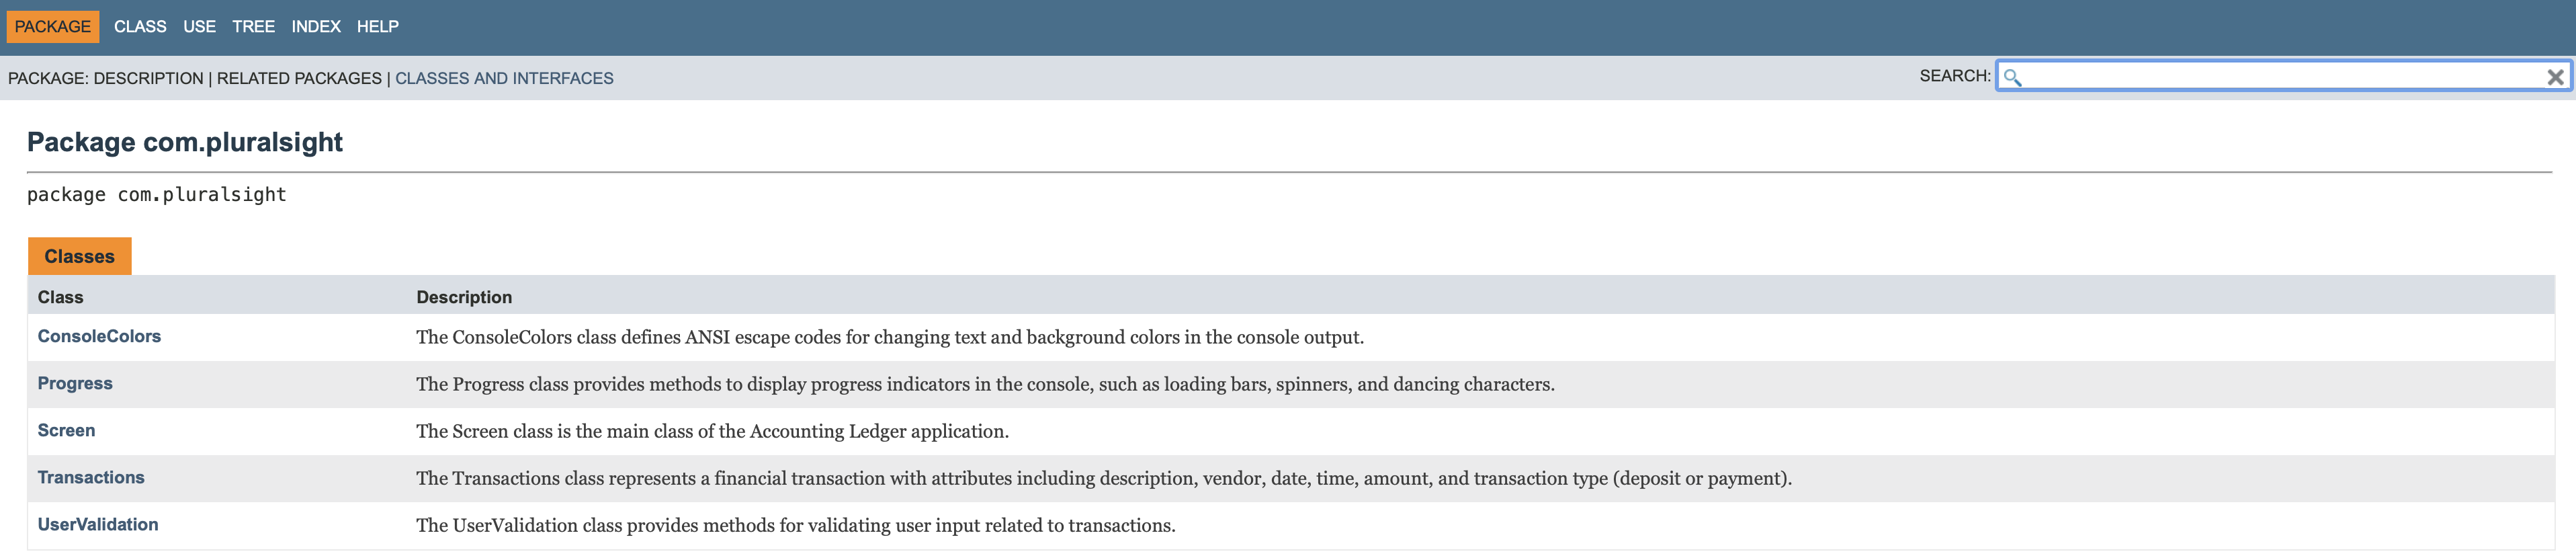 PACKAGE CLASS USE TREE INDEX HELP
PACKAGE: DESCRIPTION | RELATED PACKAGES | CLASSES AND INTERFACES SEARCH:
Package com.pluralsight
package com.pluralsight
Classes
Class Description
ConsoleColors The ConsoleColors class defines ANSI escape codes for changing text and background colors in the console output.
Progress The Progress class provides methods to display progress indicators in the console, such as loading bars, spinners, and dancing characters.
Screen The Screen class is the main class of the Accounting Ledger application.
Transactions The Transactions class represents a financial transaction with attributes including description, vendor, date, time, amount, and transaction type (deposit or payment).
UserValidation The UserValidation class provides methods for validating user input related to transactions.